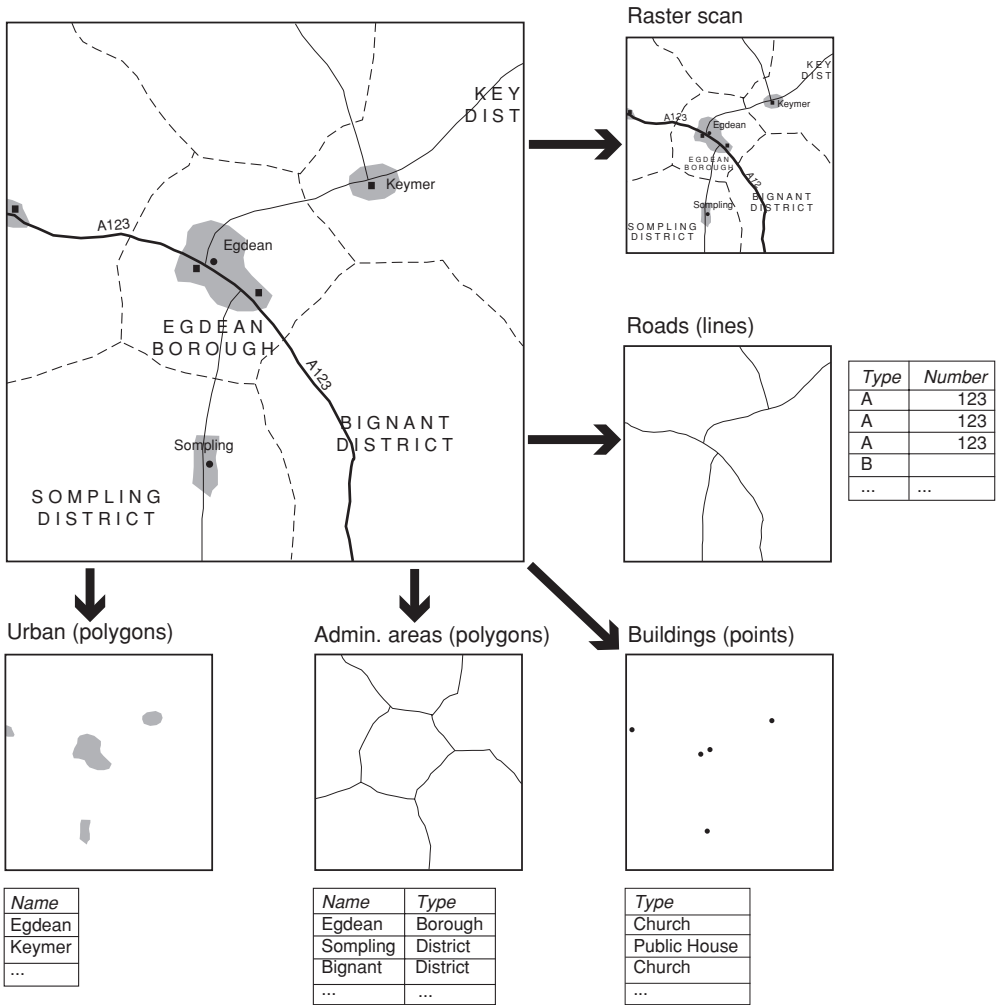 Raster scan
KEY
DIST
Keymer
A123
Egdean
EGDEAN
BOROUGH
A123
BIGNANT
DISTRICT
Sompling
SOMPLING
DISTRICT
KEY
DIST
Keymer
A123
Egdean
EGDEAN
BOROUGH
A12
BIGNANT
DISTRICT
Sompling
SOMPLING
DISTRICT
Roads (lines)
Type Number
A 123
A 123
A 123
B
... ...
Urban (polygons)
Name
Egdean
Keymer
...
Admin. areas (polygons)
Name Type
Egdean Borough
Sompling District
Bignant District
... ...
Buildings (points)
Type
Church
Public House
Church
...